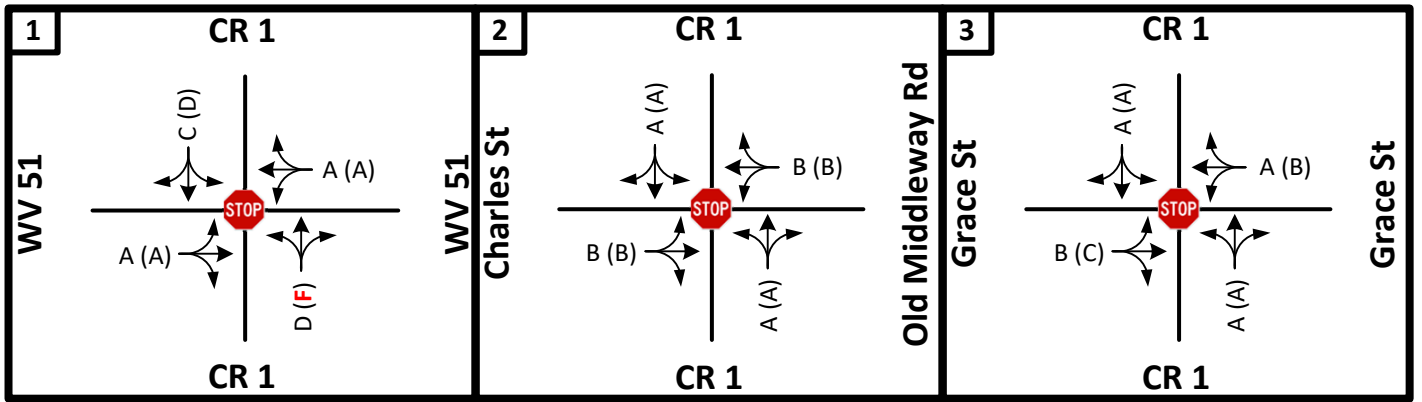 1
CR 1
WV 51
C (D)
A (A)
STOP
A (A)
D (F)
WV 51
CR 1
2
CR 1
Charles St
A (A)
B (B)
STOP
B (B)
A (A)
Old Middleway Rd
CR 1
3
CR 1
Grace St
A (A)
A (B)
STOP
B (C)
A (A)
Grace St
CR 1